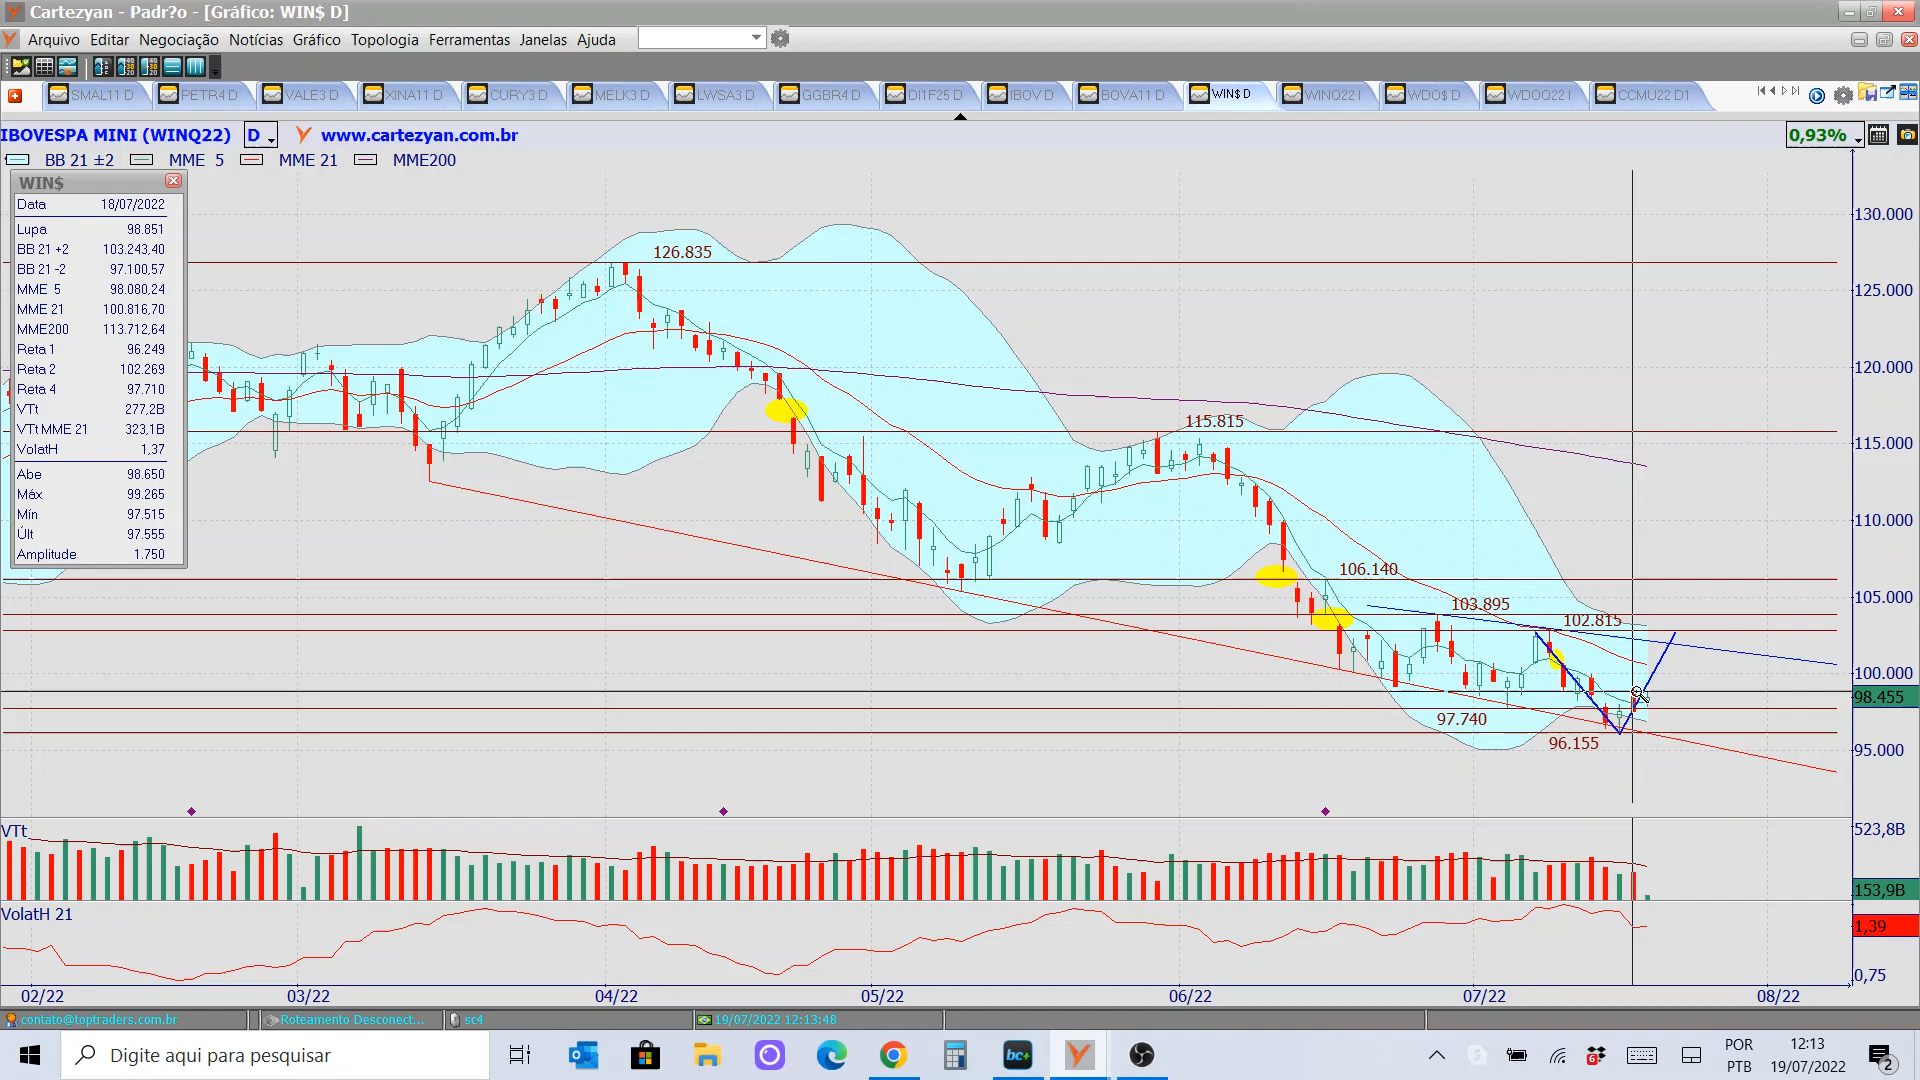 Cartezyan - Padr?o - [Gráfico: WIN$ D]
Arquivo Editar Negociação Notícias Gráfico Topologia Ferramentas Janelas Ajuda
SMAL11 D PETR4 D VALE3 D XINA11 D CURY3 D MELK3 D LWSA3 D GGBR4 D DI1F25 D IBOV D BOVA11 D WIN$ D WINQ22 I WDO$ D WDOQ22 I CCMU22 D1
IBOVESPA MINI (WINQ22) D www.cartezyan.com.br 0,93%
BB 21 ±2 MME 5 MME 21 MME200
WIN$
Data 18/07/2022
Lupa 98.851
BB 21 +2 103.243,40
BB 21 -2 97.100,57
MME 5 98.080,24
MME 21 100.816,70
MME200 113.712,64
Reta 1 96.249
Reta 2 102.269
Reta 4 97.710
VTt 277,2B
VTt MME 21 323,1B
VolatH 1,37
Abe 98.650
Máx 99.265
Mín 97.515
Últ 97.555
Amplitude 1.750
126.835
115.815
106.140
103.895
102.815
97.740
96.155
130.000
125.000
120.000
115.000
110.000
105.000
100.000
98.455
95.000
VTt
523,8B
153,9B
VolatH 21
1,39
0,75
02/22 03/22 04/22 05/22 06/22 07/22 08/22
contato@toptraders.com.br Roteamento Desconect... sc4 19/07/2022 12:13:48
Digite aqui para pesquisar
bc+
6
POR
PTB
12:13
19/07/2022
2